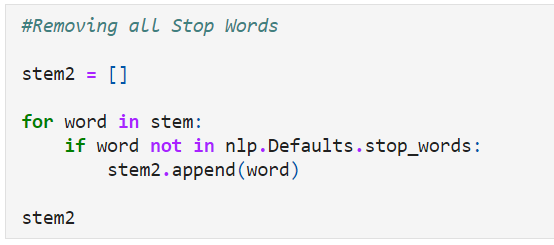 #Removing all Stop Words
stem2 = []
for word in stem:
    if word not in nlp.Defaults.stop_words:
        stem2.append(word)
stem2